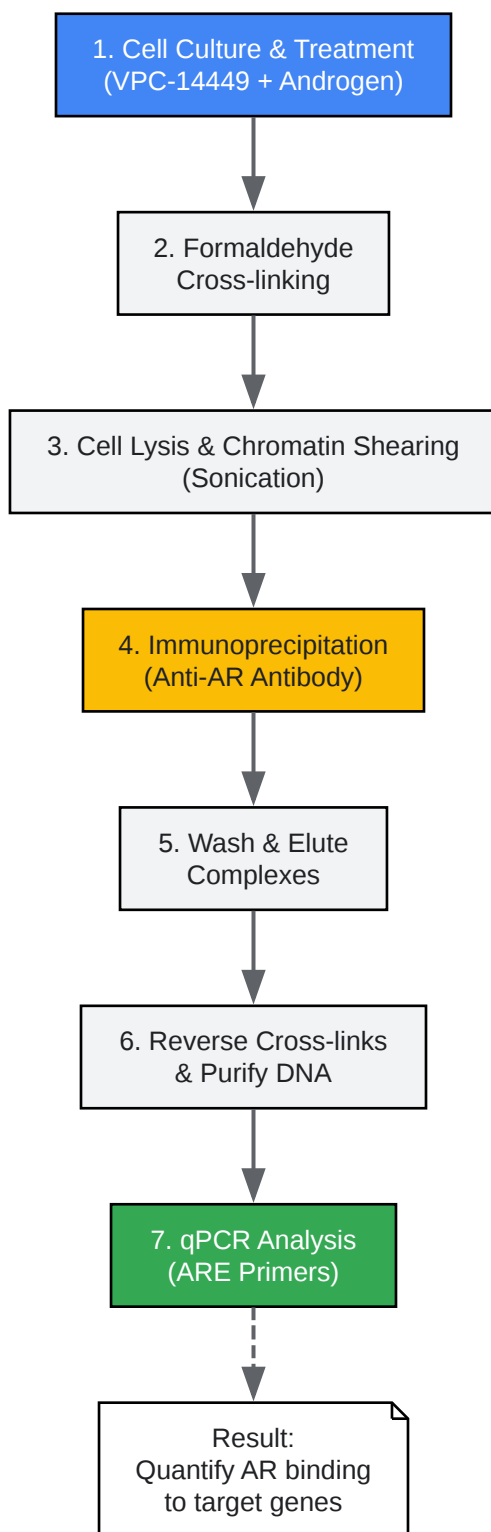 1. Cell Culture & Treatment
(VPC-14449 + Androgen)
2. Formaldehyde
Cross-linking
3. Cell Lysis & Chromatin Shearing
(Sonication)
4. Immunoprecipitation
(Anti-AR Antibody)
5. Wash & Elute
Complexes
6. Reverse Cross-links
& Purify DNA
7. qPCR Analysis
(ARE Primers)
Result:
Quantify AR binding
to target genes